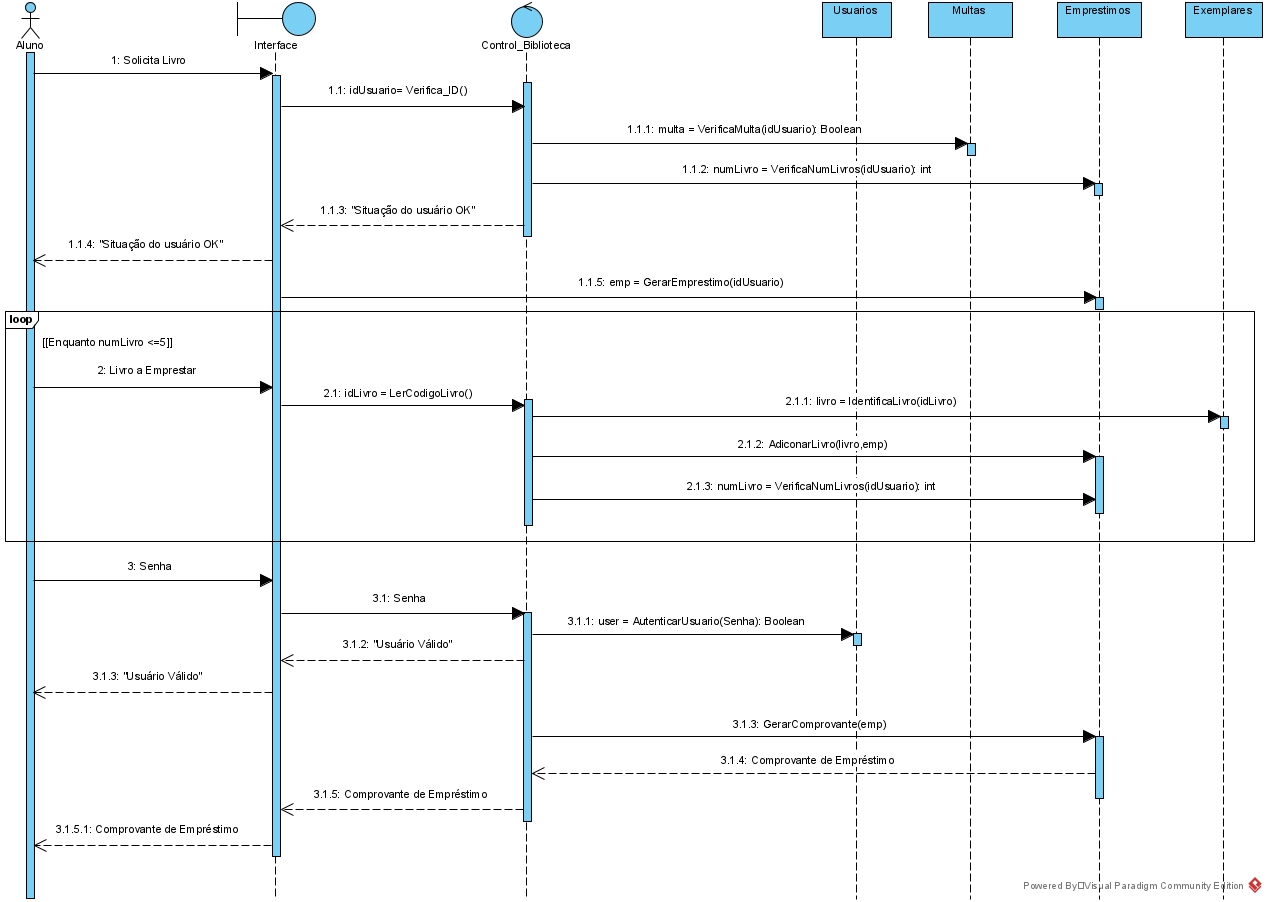 Aluno
Interface
Control_Biblioteca
Usuarios
Multas
Emprestimos
Exemplares
1: Solicita Livro
1.1: idUsuario= Verifica_ID()
1.1.1: multa = VerificaMulta(idUsuario): Boolean
1.1.2: numLivro = VerificaNumLivros(idUsuario): int
1.1.3: "Situação do usuário OK"
1.1.4: "Situação do usuário OK"
1.1.5: emp = GerarEmprestimo(idUsuario)
loop
[[Enquanto numLivro <=5]]
2: Livro a Emprestar
2.1: idLivro = LerCodigoLivro()
2.1.1: livro = IdentificaLivro(idLivro)
2.1.2: AdiconarLivro(livro,emp)
2.1.3: numLivro = VerificaNumLivros(idUsuario): int
3: Senha
3.1: Senha
3.1.1: user = AutenticarUsuario(Senha): Boolean
3.1.2: "Usuário Válido"
3.1.3: "Usuário Válido"
3.1.3: GerarComprovante(emp)
3.1.4: Comprovante de Empréstimo
3.1.5: Comprovante de Empréstimo
3.1.5.1: Comprovante de Empréstimo
Powered By Visual Paradigm Community Edition